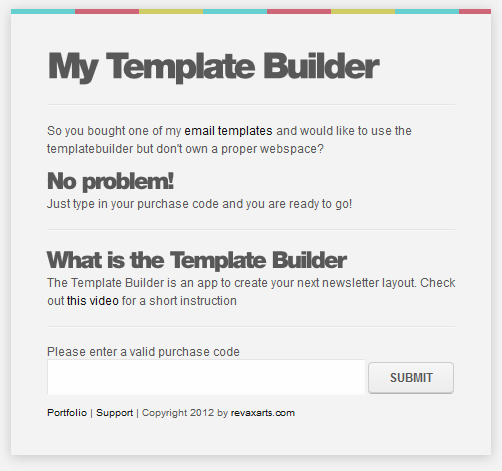 My Template Builder
So you bought one of my email templates and would like to use the
templatebuilder but don't own a proper webspace?
No problem!
Just type in your purchase code and you are ready to go!
What is the Template Builder
The Template Builder is an app to create your next newsletter layout. Check
out this video for a short instruction
Please enter a valid purchase code
SUBMIT
Portfolio | Support | Copyright 2012 by revaxarts.com